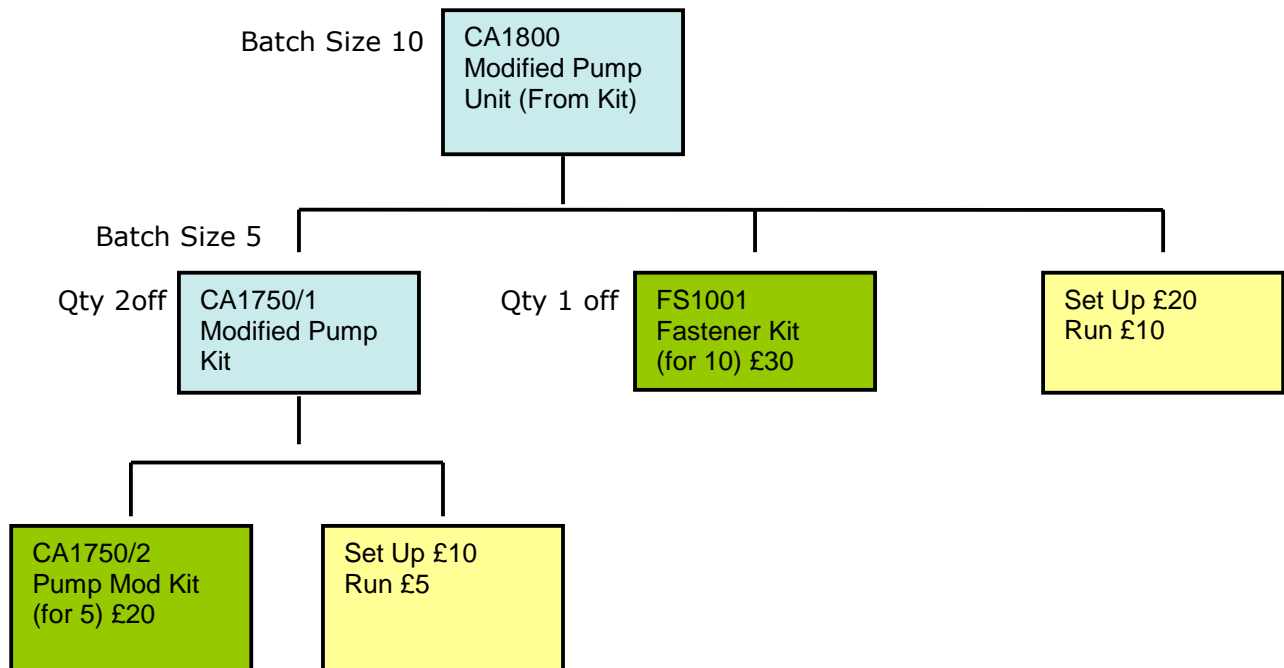 Batch Size 10
CA1800
Modified Pump
Unit (From Kit)
Batch Size 5
Qty 2off
CA1750/1
Modified Pump
Kit
Qty 1 off
FS1001
Fastener Kit
(for 10) £30
Set Up £20
Run £10
CA1750/2
Pump Mod Kit
(for 5) £20
Set Up £10
Run £5